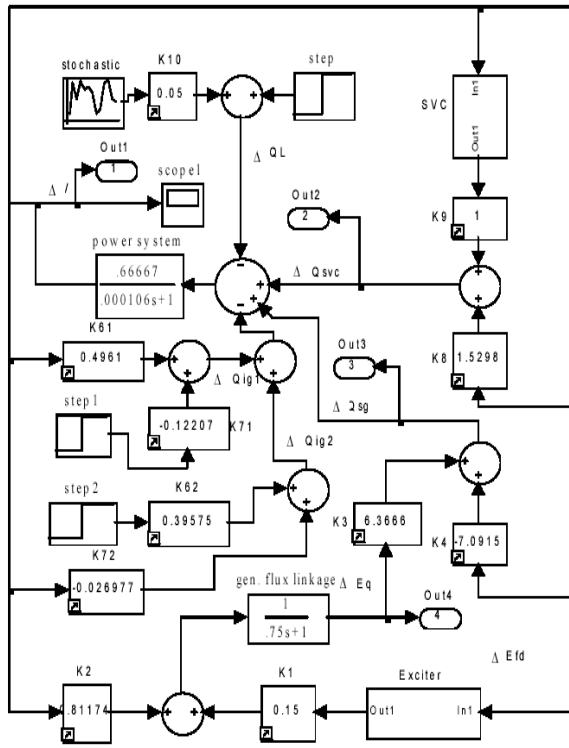 stochastic
K10
0.05
+
+
step
Δ QL
SVC
In1
Out1
Out1
1
Δ /
scope1
Out2
2
K9
1
power system
.66667
.000106s+1
−
+
−
+
Δ Qsvc
+
+
K61
0.4961
+
+
Δ Qig1
+
+
Out3
3
K8
1.5298
step1
-0.12207
K71
Δ Qsg
Δ Qig2
+
+
step2
K62
0.39575
+
+
K3
6.3666
K4
-7.0915
K72
-0.026977
gen. flux linkage
Δ Eq
1
.75s+1
Out4
4
Δ Efd
K2
0.81174
+
+
K1
0.15
Exciter
Out1
In1